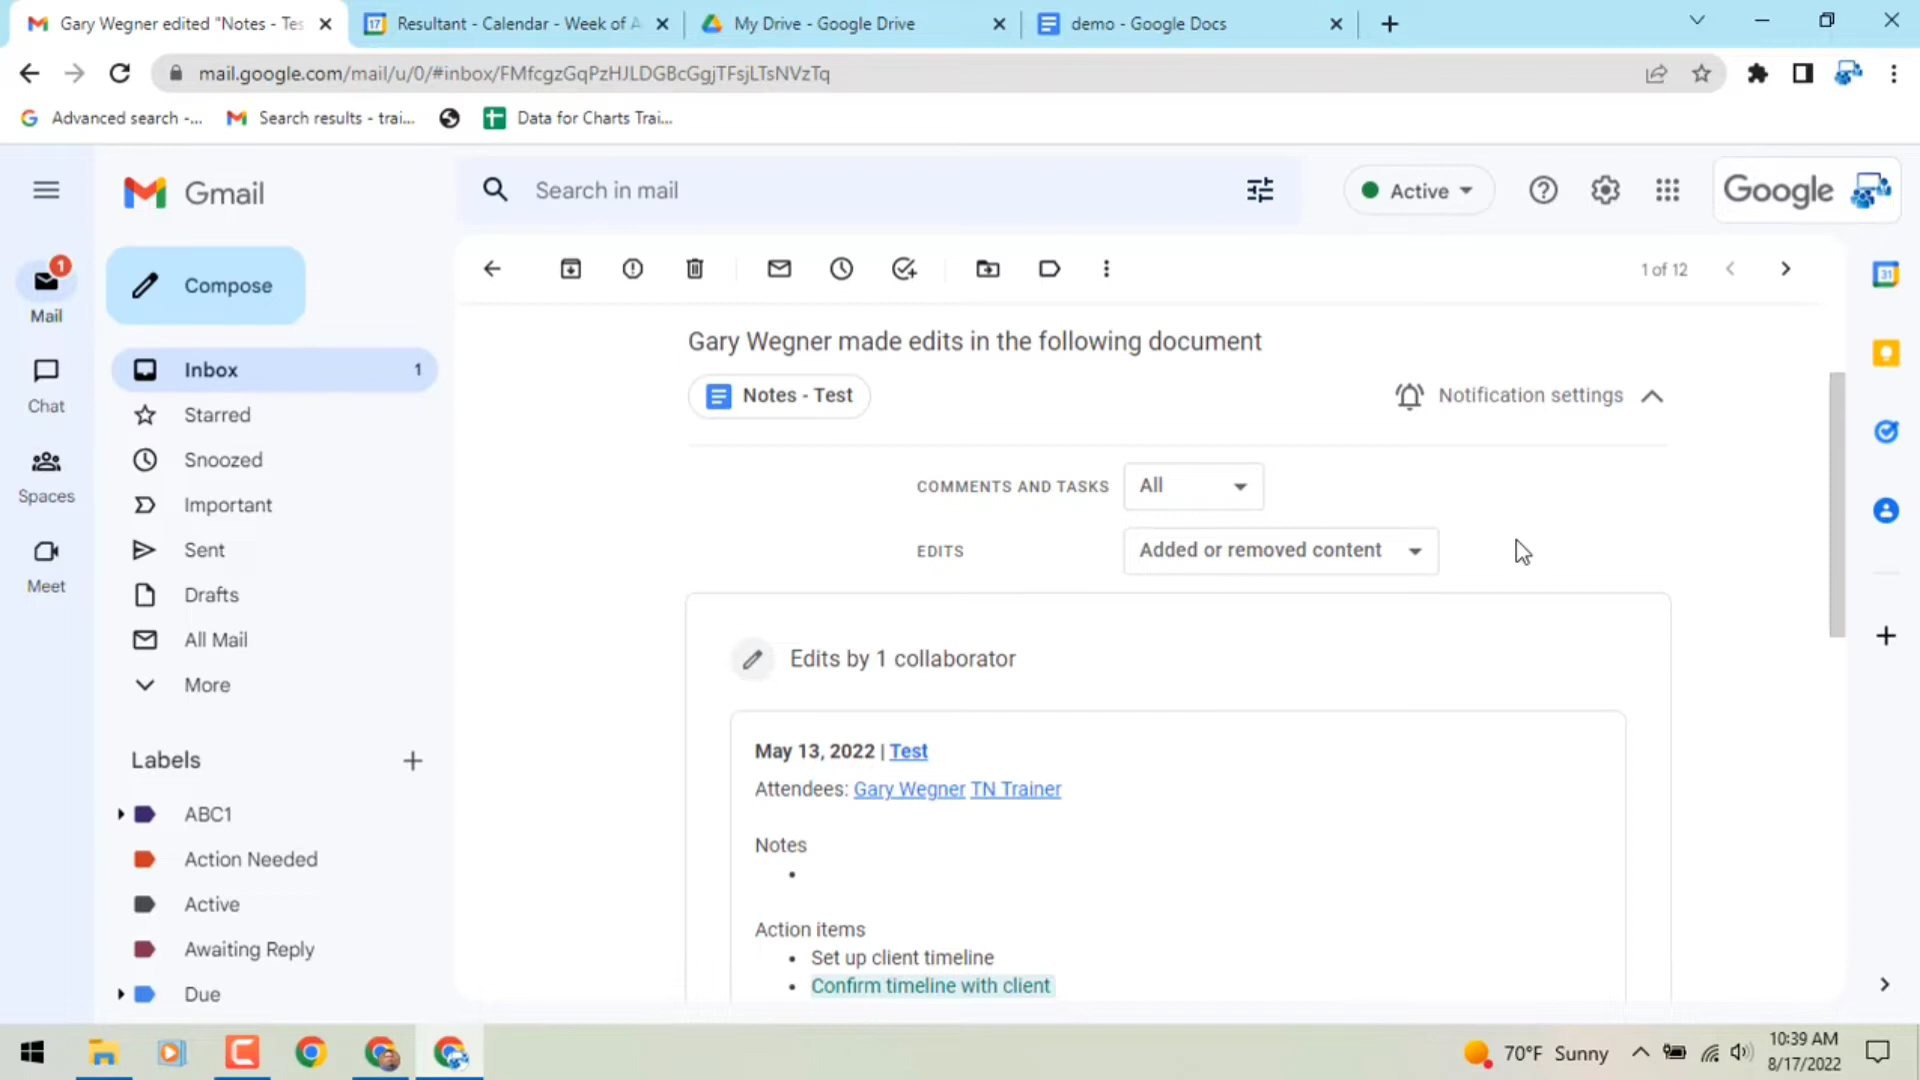 Gary Wegner edited "Notes - Tes
Resultant - Calendar - Week of A
My Drive - Google Drive
demo - Google Docs
mail.google.com/mail/u/0/#inbox/FMfcgzGqPzHJLDGBcGgjTFsjLTsNVzTq
Advanced search -...
Search results - trai...
Data for Charts Trai...
Gmail
Search in mail
Active
Google
1
Mail
Chat
Spaces
Meet
Compose
Inbox 1
Starred
Snoozed
Important
Sent
Drafts
All Mail
More
Labels
ABC1
Action Needed
Active
Awaiting Reply
Due
1 of 12
Gary Wegner made edits in the following document
Notes - Test
Notification settings
COMMENTS AND TASKS All
EDITS Added or removed content
Edits by 1 collaborator
May 13, 2022 | Test
Attendees: Gary Wegner TN Trainer
Notes
•
Action items
• Set up client timeline
• Confirm timeline with client
17
31
70°F Sunny
10:39 AM
8/17/2022